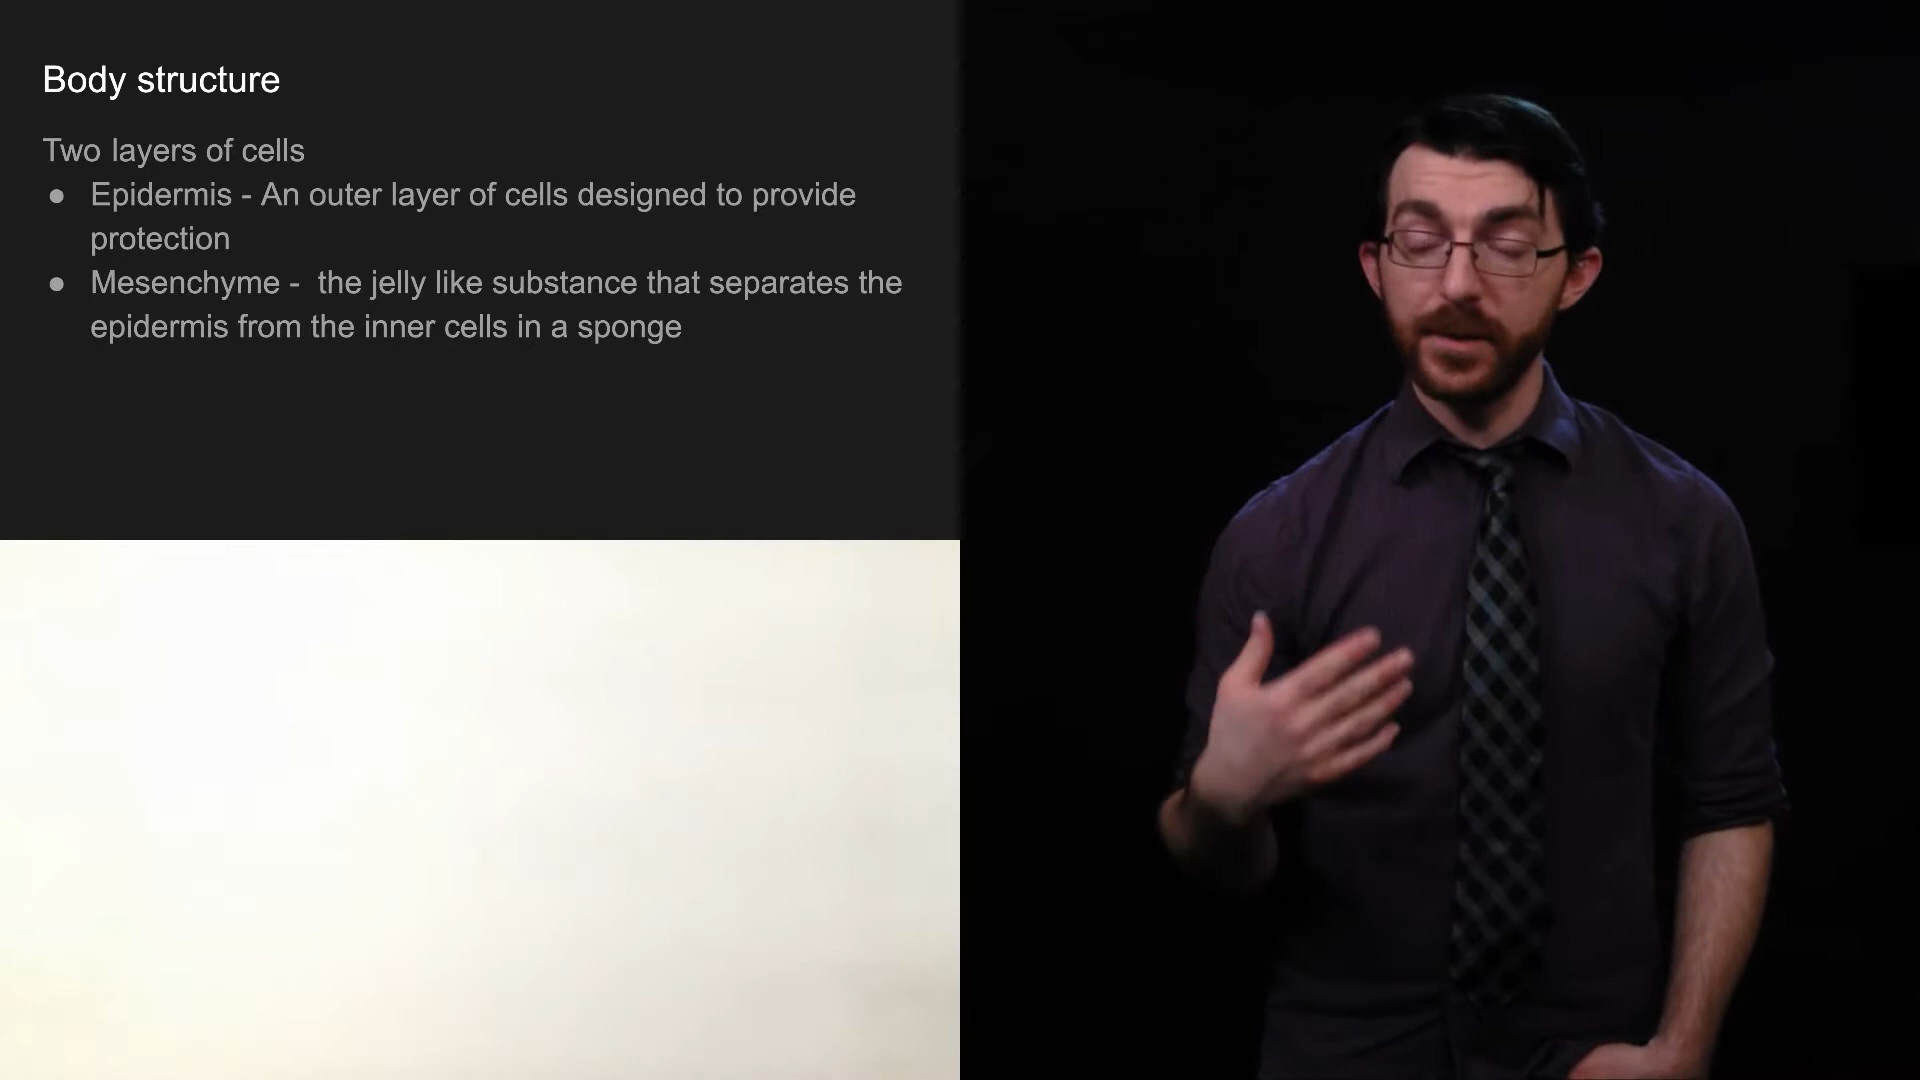 Body structure
Two layers of cells
● Epidermis - An outer layer of cells designed to provide
protection
● Mesenchyme -  the jelly like substance that separates the
epidermis from the inner cells in a sponge